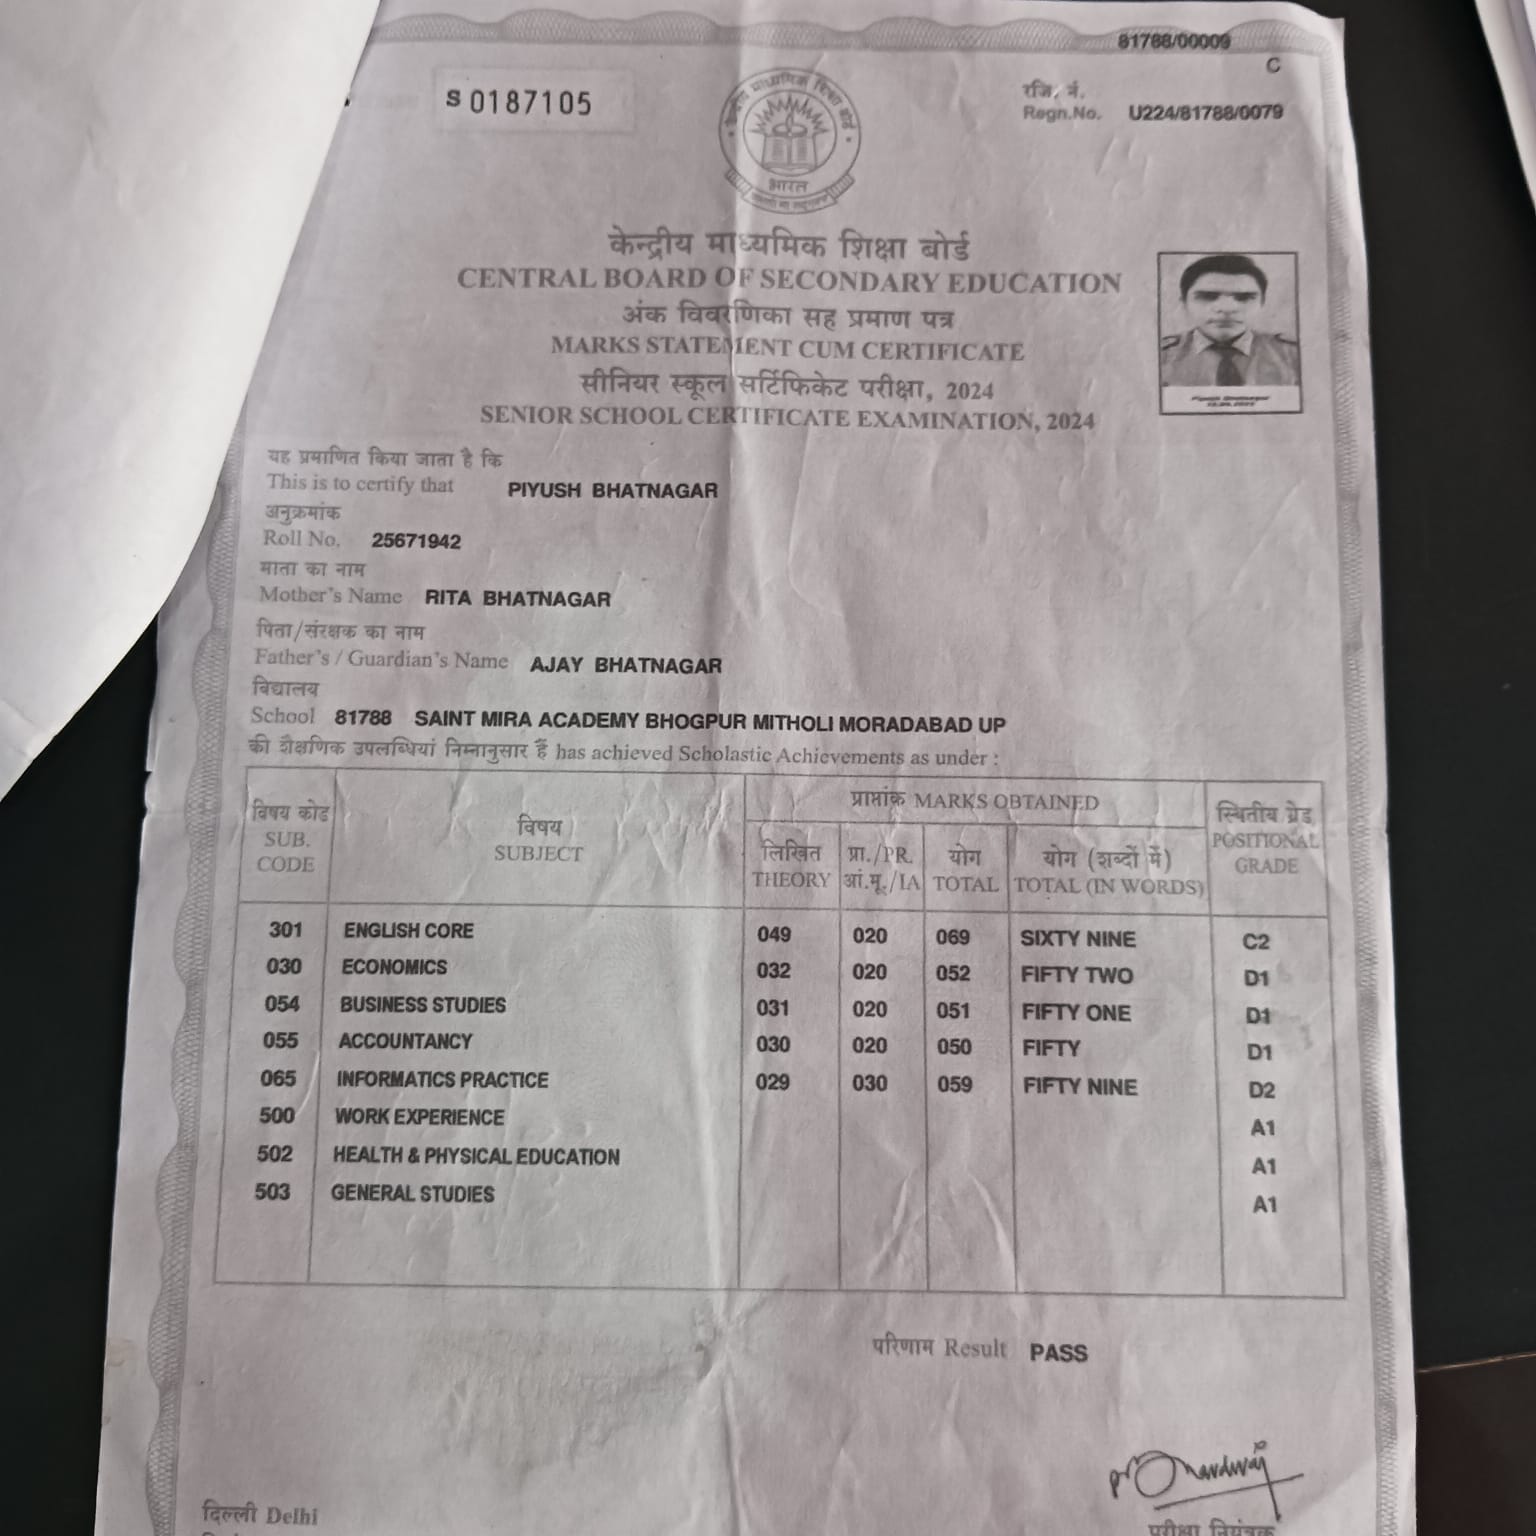 81788/00009
C
S 0187105
रजि. नं.
Regn.No. U224/81788/0079
भारत
केन्द्रीय माध्यमिक शिक्षा बोर्ड
CENTRAL BOARD OF SECONDARY EDUCATION
अंक विवरणिका सह प्रमाण पत्र
MARKS STATEMENT CUM CERTIFICATE
सीनियर स्कूल सर्टिफिकेट परीक्षा, 2024
SENIOR SCHOOL CERTIFICATE EXAMINATION, 2024
यह प्रमाणित किया जाता है कि
This is to certify that PIYUSH BHATNAGAR
अनुक्रमांक
Roll No. 25671942
माता का नाम
Mother's Name RITA BHATNAGAR
पिता/संरक्षक का नाम
Father's / Guardian's Name AJAY BHATNAGAR
विद्यालय
School 81788 SAINT MIRA ACADEMY BHOGPUR MITHOLI MORADABAD UP
की शैक्षणिक उपलब्धियां निम्नानुसार हैं has achieved Scholastic Achievements as under :
विषय कोड
SUB.
CODE
विषय
SUBJECT
प्राप्तांक MARKS OBTAINED
लिखित
THEORY
प्रा./PR.
आं.मू./IA
योग
TOTAL
योग (शब्दों में)
TOTAL (IN WORDS)
स्थितीय ग्रेड
POSITIONAL
GRADE
301 ENGLISH CORE 049 020 069 SIXTY NINE C2
030 ECONOMICS 032 020 052 FIFTY TWO D1
054 BUSINESS STUDIES 031 020 051 FIFTY ONE D1
055 ACCOUNTANCY 030 020 050 FIFTY D1
065 INFORMATICS PRACTICE 029 030 059 FIFTY NINE D2
500 WORK EXPERIENCE A1
502 HEALTH & PHYSICAL EDUCATION A1
503 GENERAL STUDIES A1
परिणाम Result PASS
दिल्ली Delhi
परीक्षा नियंत्रक